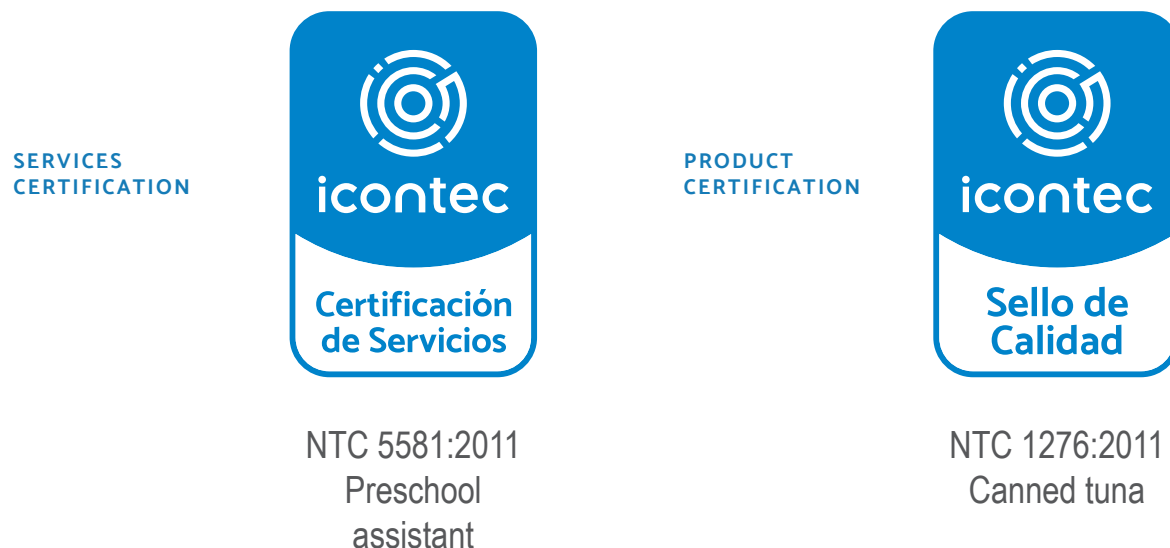 SERVICES
CERTIFICATION
icontec
Certificación
de Servicios
NTC 5581:2011
Preschool
assistant
PRODUCT
CERTIFICATION
icontec
Sello de
Calidad
NTC 1276:2011
Canned tuna